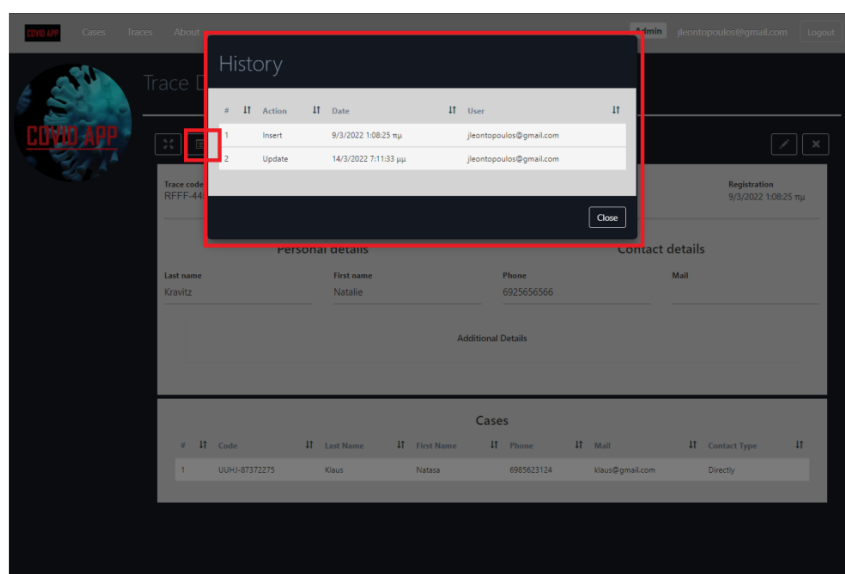 COVID APP Cases Traces About Admin jleontopoulos@gmail.com Logout
History
Trace D
COVID APP
# Action Date User
1 Insert 9/3/2022 1:08:25 πμ jleontopoulos@gmail.com
2 Update 14/3/2022 7:11:33 μμ jleontopoulos@gmail.com
Close
Trace code Registration
RFFF-44 9/3/2022 1:08:25 πμ
Personal details Contact details
Last name First name Phone Mail
Kravitz Natalie 6925656566
Additional Details
Cases
# Code Last Name First Name Phone Mail Contact Type
1 UUHJ-87372275 Klaus Natasa 6985623124 klaus@gmail.com Directly